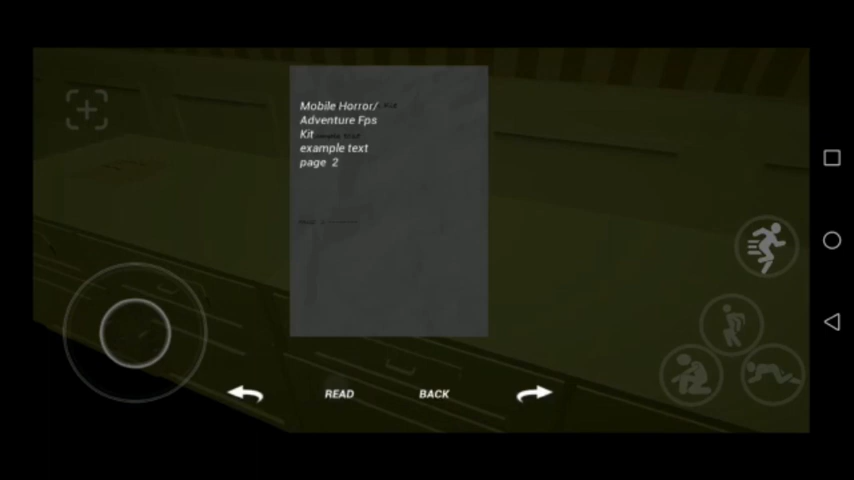 Mobile Horror/
Adventure Fps
Kit
example text
page 2
READ
BACK